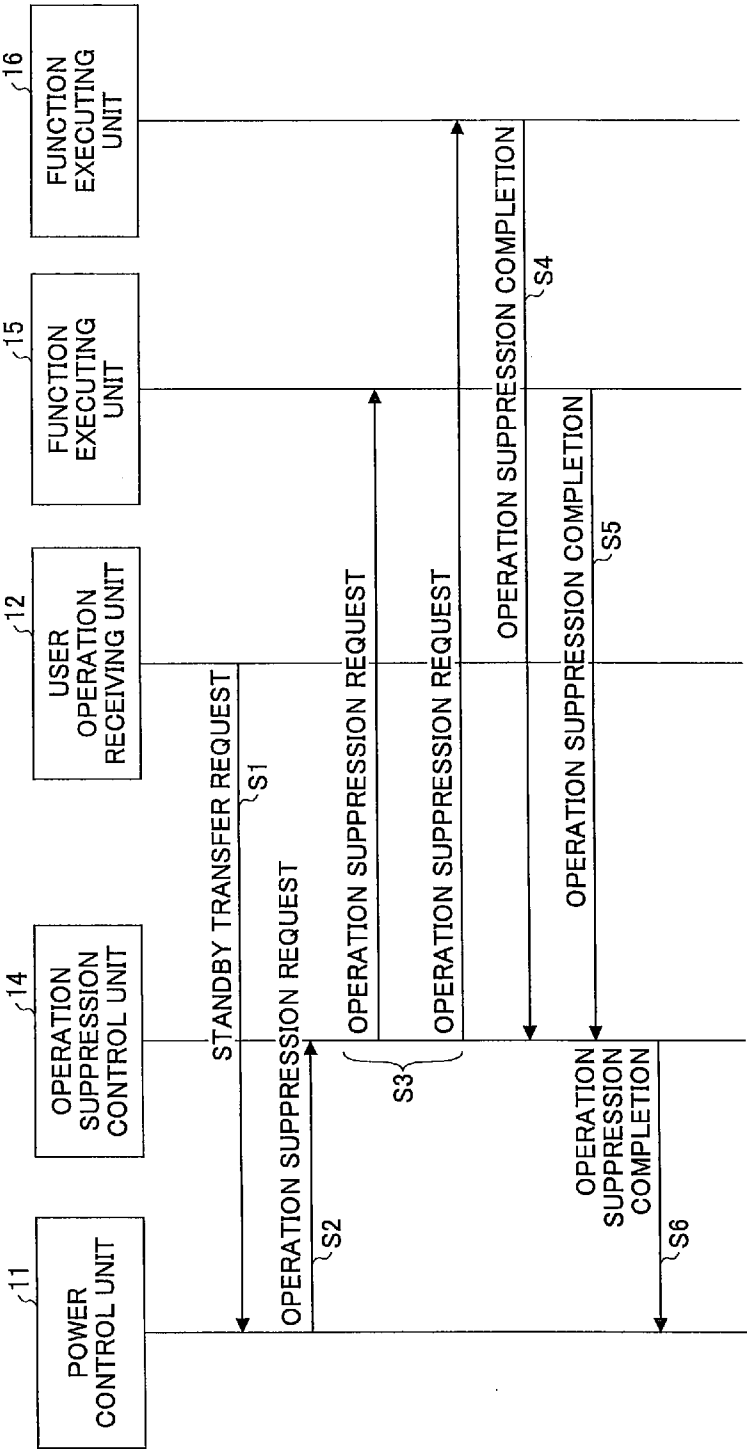 11
POWER
CONTROL UNIT
14
OPERATION
SUPPRESSION
CONTROL UNIT
12
USER
OPERATION
RECEIVING UNIT
15
FUNCTION
EXECUTING
UNIT
16
FUNCTION
EXECUTING
UNIT
STANDBY TRANSFER REQUEST
S1
OPERATION SUPPRESSION REQUEST
S2
OPERATION SUPPRESSION REQUEST
S3
OPERATION SUPPRESSION REQUEST
OPERATION SUPPRESSION COMPLETION
S4
OPERATION SUPPRESSION COMPLETION
S5
OPERATION
SUPPRESSION
COMPLETION
S6